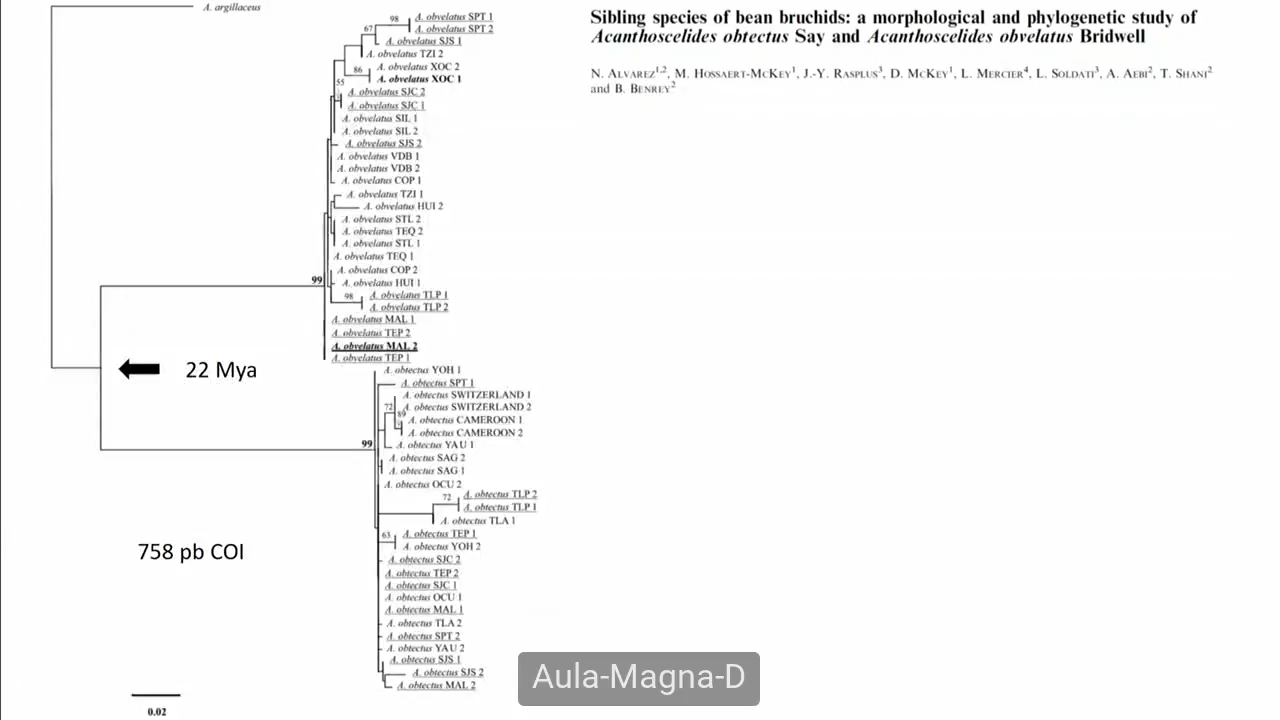 A. argillaceus
Sibling species of bean bruchids: a morphological and phylogenetic study of
Acanthoscelides obtectus Say and Acanthoscelides obvelatus Bridwell
N. ALVAREZ1,2, M. HOSSAERT-MCKEY1, J.-Y. RASPLUS3, D. MCKEY1, L. MERCIER4, L. SOLDATI3, A. AEBI2, T. SHANI2
and B. BENREY2
98
A. obvelatus SPT 1
A. obvelatus SPT 2
67
A. obvelatus SJS 1
A. obvelatus TZI 2
A. obvelatus XOC 2
86
A. obvelatus XOC 1
55
A. obvelatus SJC 2
A. obvelatus SJC 1
A. obvelatus SIL 1
A. obvelatus SIL 2
A. obvelatus SJS 2
A. obvelatus VDB 1
A. obvelatus VDB 2
A. obvelatus COP 1
A. obvelatus TZI 1
A. obvelatus HUI 2
A. obvelatus STL 2
A. obvelatus TEQ 2
A. obvelatus STL 1
A. obvelatus TEQ 1
A. obvelatus COP 2
99
A. obvelatus HUI 1
98
A. obvelatus TLP 1
A. obvelatus TLP 2
A. obvelatus MAL 1
A. obvelatus TEP 2
A. obvelatus MAL 2
A. obvelatus TEP 1
22 Mya
A. obtectus YOH 1
A. obtectus SPT 1
A. obtectus SWITZERLAND 1
72
A. obtectus SWITZERLAND 2
89
A. obtectus CAMEROON 1
A. obtectus CAMEROON 2
99
A. obtectus YAU 1
A. obtectus SAG 2
A. obtectus SAG 1
A. obtectus OCU 2
72
A. obtectus TLP 2
A. obtectus TLP 1
A. obtectus TLA 1
63
A. obtectus TEP 1
A. obtectus YOH 2
758 pb COI
A. obtectus SJC 2
A. obtectus TEP 2
A. obtectus SJC 1
A. obtectus OCU 1
A. obtectus MAL 1
A. obtectus TLA 2
A. obtectus SPT 2
A. obtectus YAU 2
A. obtectus SJS 1
A. obtectus SJS 2
A. obtectus MAL 2
Aula-Magna-D
0.02